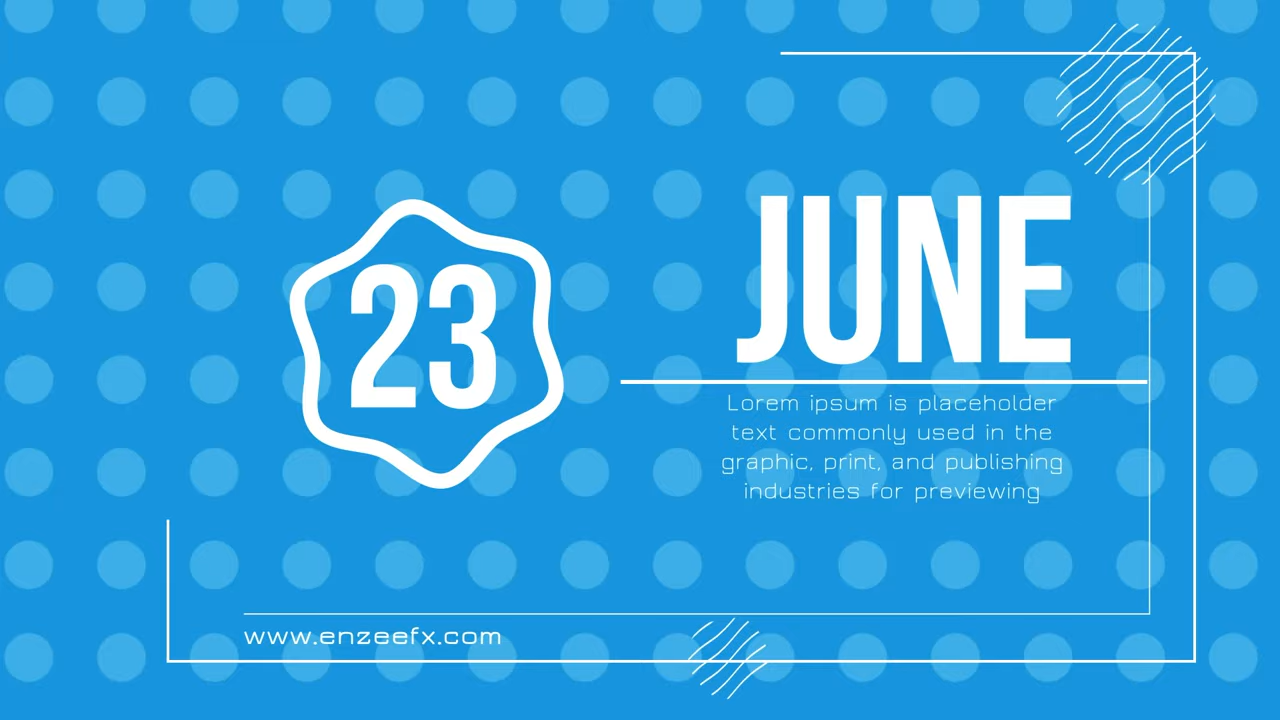 23
JUNE
Lorem ipsum is placeholder
text commonly used in the
graphic, print, and publishing
industries for previewing
www.enzeefx.com